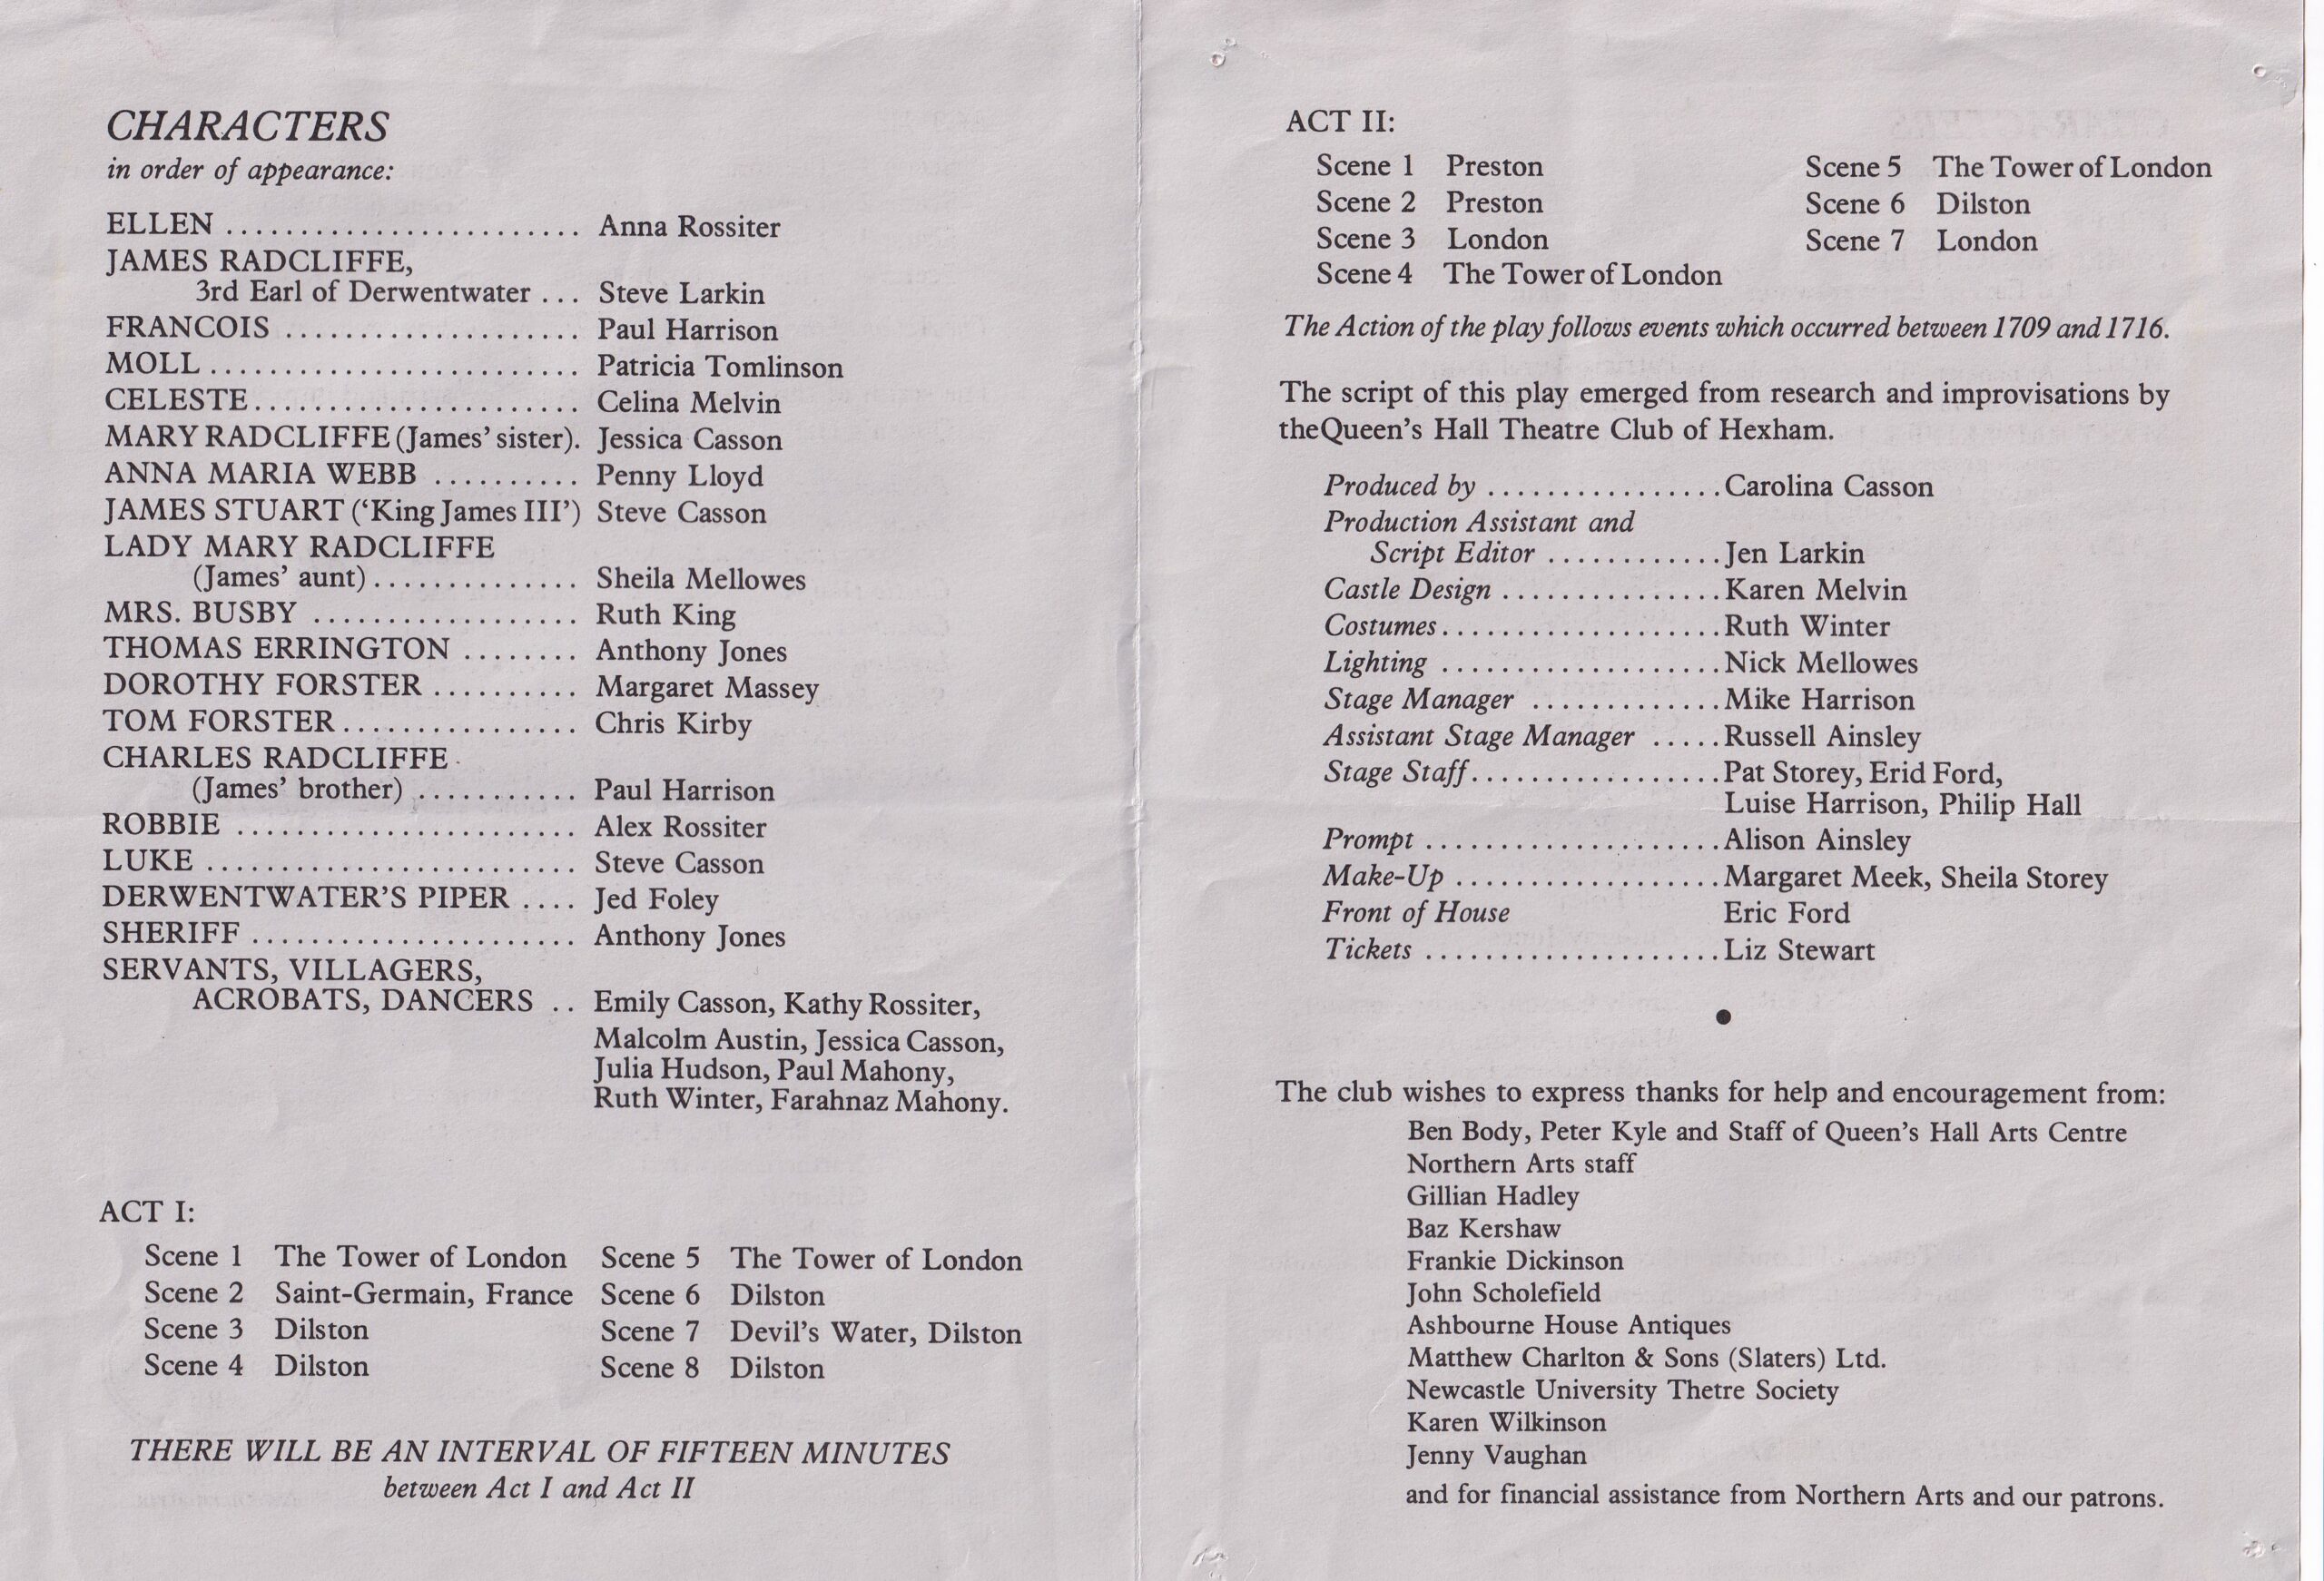 CHARACTERS
in order of appearance:
ELLEN ........................ Anna Rossiter
JAMES RADCLIFFE,
3rd Earl of Derwentwater ... Steve Larkin
FRANCOIS .................... Paul Harrison
MOLL ......................... Patricia Tomlinson
CELESTE...................... Celina Melvin
MARY RADCLIFFE (James' sister). Jessica Casson
ANNA MARIA WEBB .......... Penny Lloyd
JAMES STUART ('King James III') Steve Casson
LADY MARY RADCLIFFE
(James' aunt) .............. Sheila Mellowes
MRS. BUSBY .................. Ruth King
THOMAS ERRINGTON ........ Anthony Jones
DOROTHY FORSTER .......... Margaret Massey
TOM FORSTER ................ Chris Kirby
CHARLES RADCLIFFE
(James' brother) ........... Paul Harrison
ROBBIE ....................... Alex Rossiter
LUKE ......................... Steve Casson
DERWENTWATER'S PIPER .... Jed Foley
SHERIFF ...................... Anthony Jones
SERVANTS, VILLAGERS,
ACROBATS, DANCERS .. Emily Casson, Kathy Rossiter,
Malcolm Austin, Jessica Casson,
Julia Hudson, Paul Mahony,
Ruth Winter, Farahnaz Mahony.
ACT I:
Scene 1 The Tower of London Scene 5 The Tower of London
Scene 2 Saint-Germain, France Scene 6 Dilston
Scene 3 Dilston Scene 7 Devil's Water, Dilston
Scene 4 Dilston Scene 8 Dilston
THERE WILL BE AN INTERVAL OF FIFTEEN MINUTES
between Act I and Act II
ACT II:
Scene 1 Preston Scene 5 The Tower of London
Scene 2 Preston Scene 6 Dilston
Scene 3 London Scene 7 London
Scene 4 The Tower of London
The Action of the play follows events which occurred between 1709 and 1716.
The script of this play emerged from research and improvisations by
theQueen's Hall Theatre Club of Hexham.
Produced by ................ Carolina Casson
Production Assistant and
Script Editor ............ Jen Larkin
Castle Design ............... Karen Melvin
Costumes ................... Ruth Winter
Lighting ................... Nick Mellowes
Stage Manager ............. Mike Harrison
Assistant Stage Manager ..... Russell Ainsley
Stage Staff ................. Pat Storey, Erid Ford,
Luise Harrison, Philip Hall
Prompt .................... Alison Ainsley
Make-Up .................. Margaret Meek, Sheila Storey
Front of House Eric Ford
Tickets .................... Liz Stewart
●
The club wishes to express thanks for help and encouragement from:
Ben Body, Peter Kyle and Staff of Queen's Hall Arts Centre
Northern Arts staff
Gillian Hadley
Baz Kershaw
Frankie Dickinson
John Scholefield
Ashbourne House Antiques
Matthew Charlton & Sons (Slaters) Ltd.
Newcastle University Thetre Society
Karen Wilkinson
Jenny Vaughan
and for financial assistance from Northern Arts and our patrons.